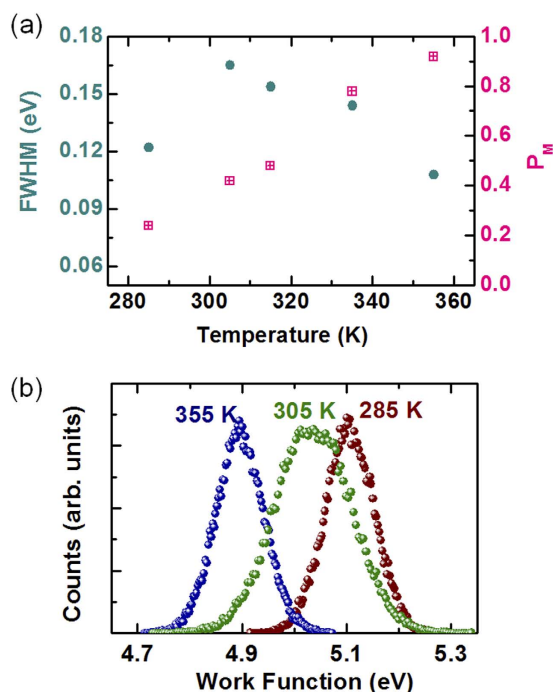 (a)
0.18
0.15
0.12
0.09
0.06
FWHM (eV)
1.0
0.8
0.6
0.4
0.2
0.0
P_M
280 300 320 340 360
Temperature (K)
(b)
355 K 305 K 285 K
Counts (arb. units)
4.7 4.9 5.1 5.3
Work Function (eV)